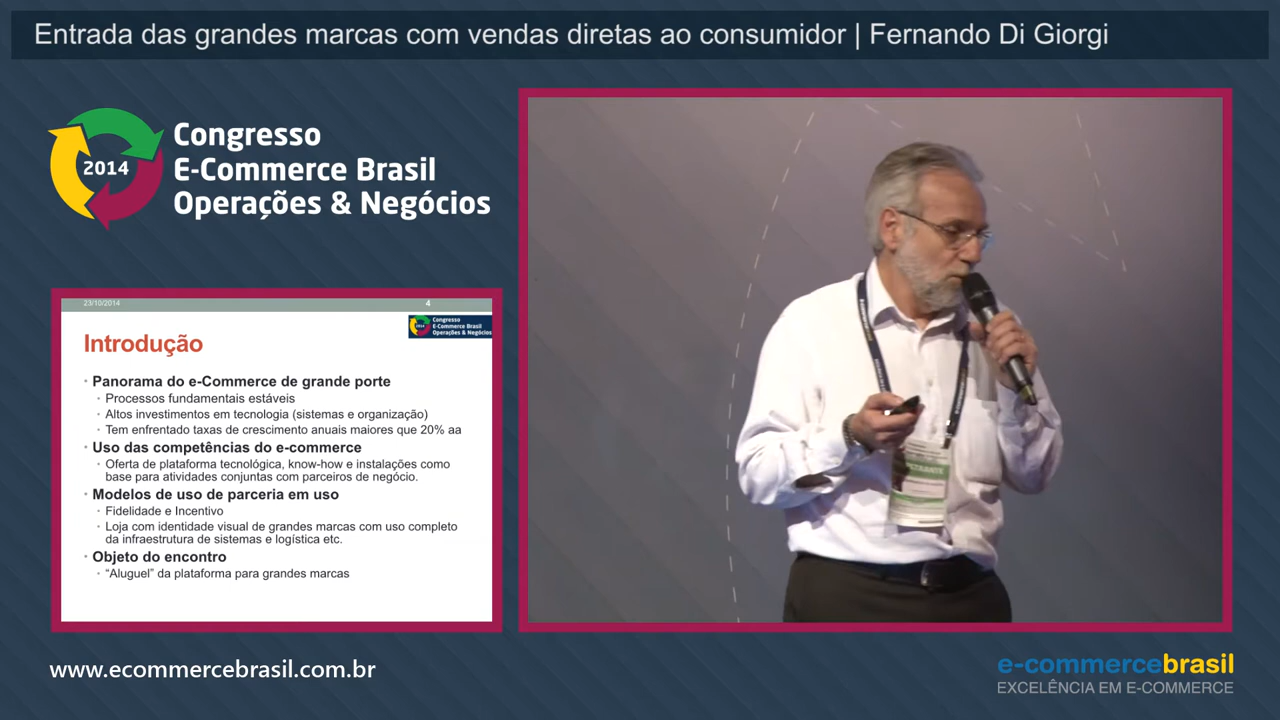 Entrada das grandes marcas com vendas diretas ao consumidor | Fernando Di Giorgi
2014
Congresso
E-Commerce Brasil
Operações & Negócios
23/10/2014
4
Congresso
E-Commerce Brasil
Operações & Negócios
Introdução
• Panorama do e-Commerce de grande porte
• Processos fundamentais estáveis
• Altos investimentos em tecnologia (sistemas e organização)
• Tem enfrentado taxas de crescimento anuais maiores que 20% aa
• Uso das competências do e-commerce
• Oferta de plataforma tecnológica, know-how e instalações como
base para atividades conjuntas com parceiros de negócio.
• Modelos de uso de parceria em uso
• Fidelidade e Incentivo
• Loja com identidade visual de grandes marcas com uso completo
da infraestrutura de sistemas e logística etc.
• Objeto do encontro
• “Aluguel” da plataforma para grandes marcas
www.ecommercebrasil.com.br
e-commercebrasil
EXCELÊNCIA EM E-COMMERCE